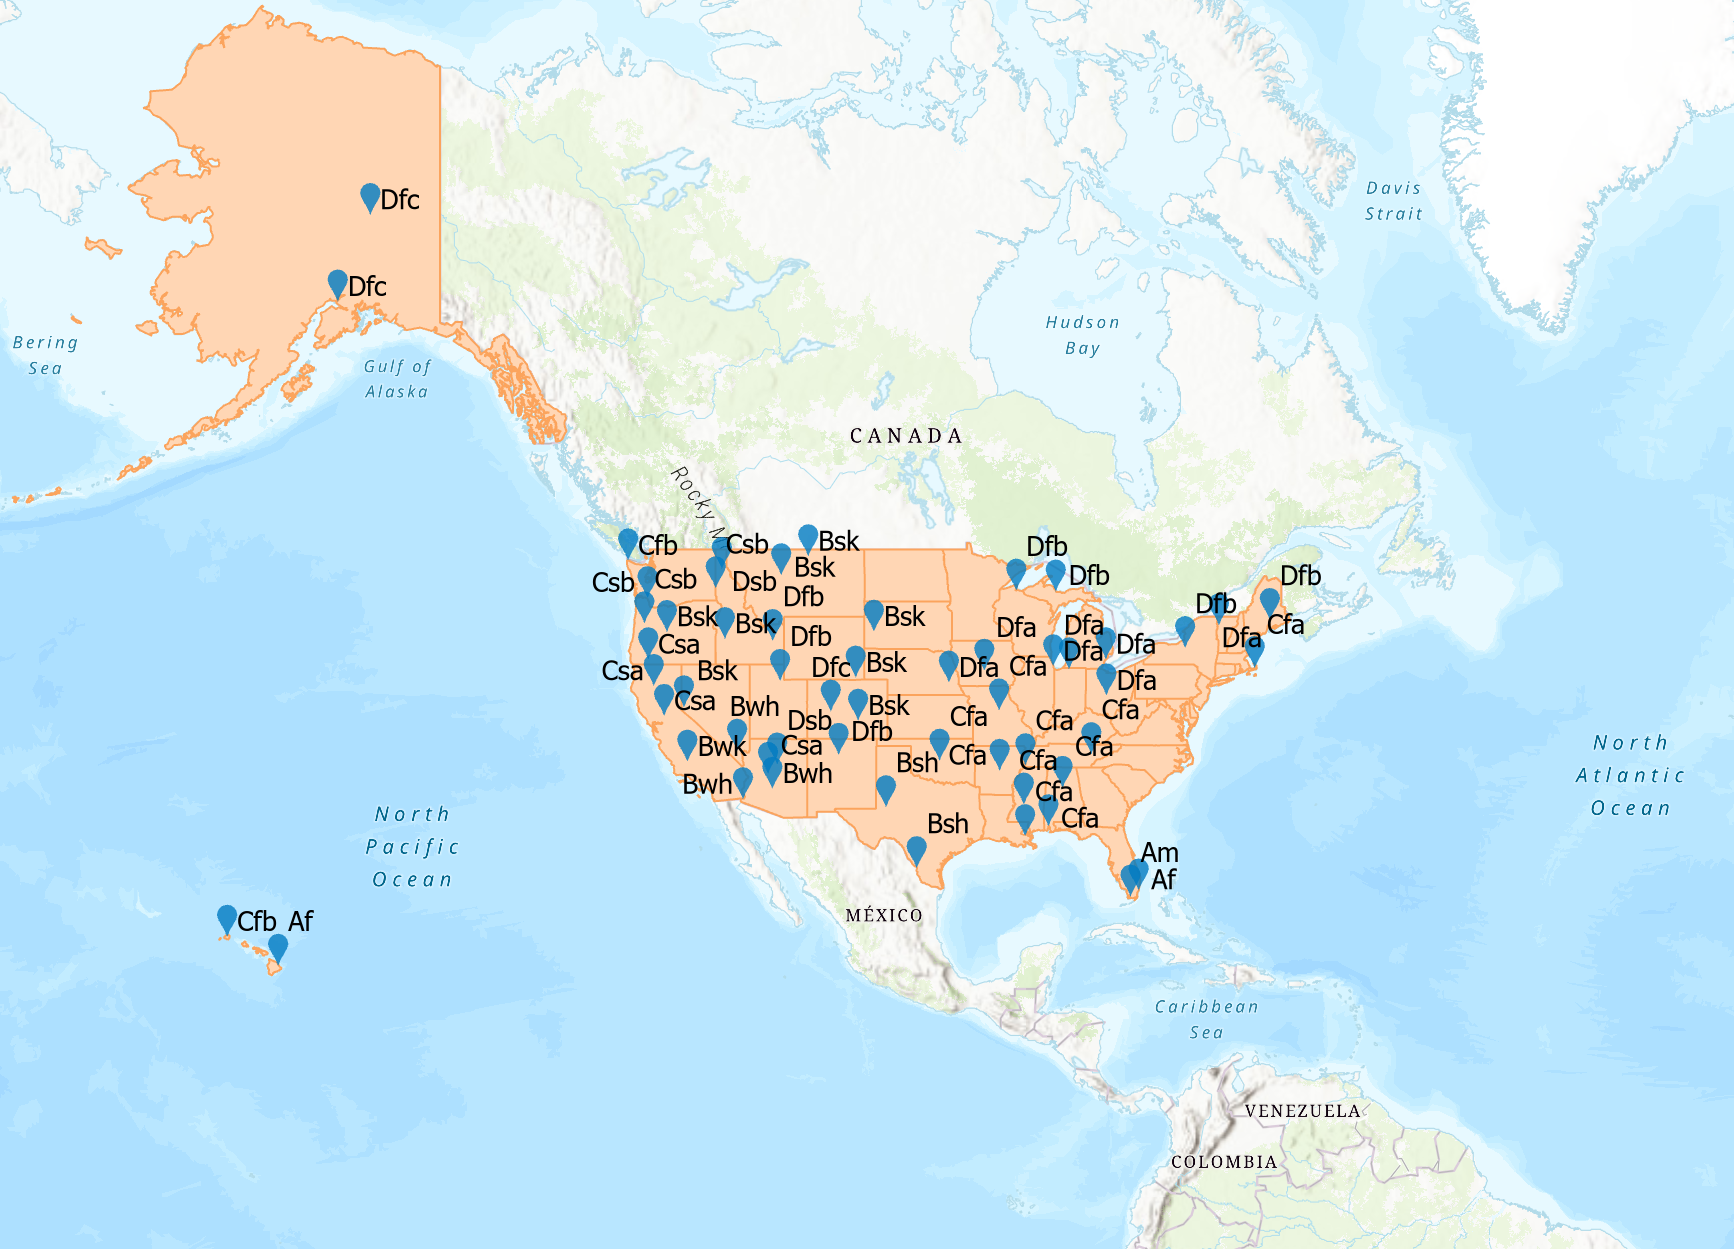 Dfc
Dfc
Davis
Strait
Bering
Sea
Gulf of
Alaska
Hudson
Bay
CANADA
Rocky M
Cfb
Csb
Bsk
Dfb
Csb
Csb
Dsb
Bsk
Dfb
Dfb
Dfb
Bsk
Bsk
Bsk
Dfb
Cfa
Csa
Dfb
Dfa
Dfa
Dfa
Dfa
Dfa
Csa
Bsk
Dfc
Bsk
Dfa
Cfa
Dfa
Csa
Bwh
Bsk
Cfa
Cfa
Cfa
Dsb
Dfb
Bwk
Csa
Bsh
Cfa
Cfa
Cfa
Bwh
Bwh
Cfa
Bsh
Cfa
Am
Af
North
Pacific
Ocean
North
Atlantic
Ocean
Cfb
Af
MÉXICO
Caribbean
Sea
VENEZUELA
COLOMBIA